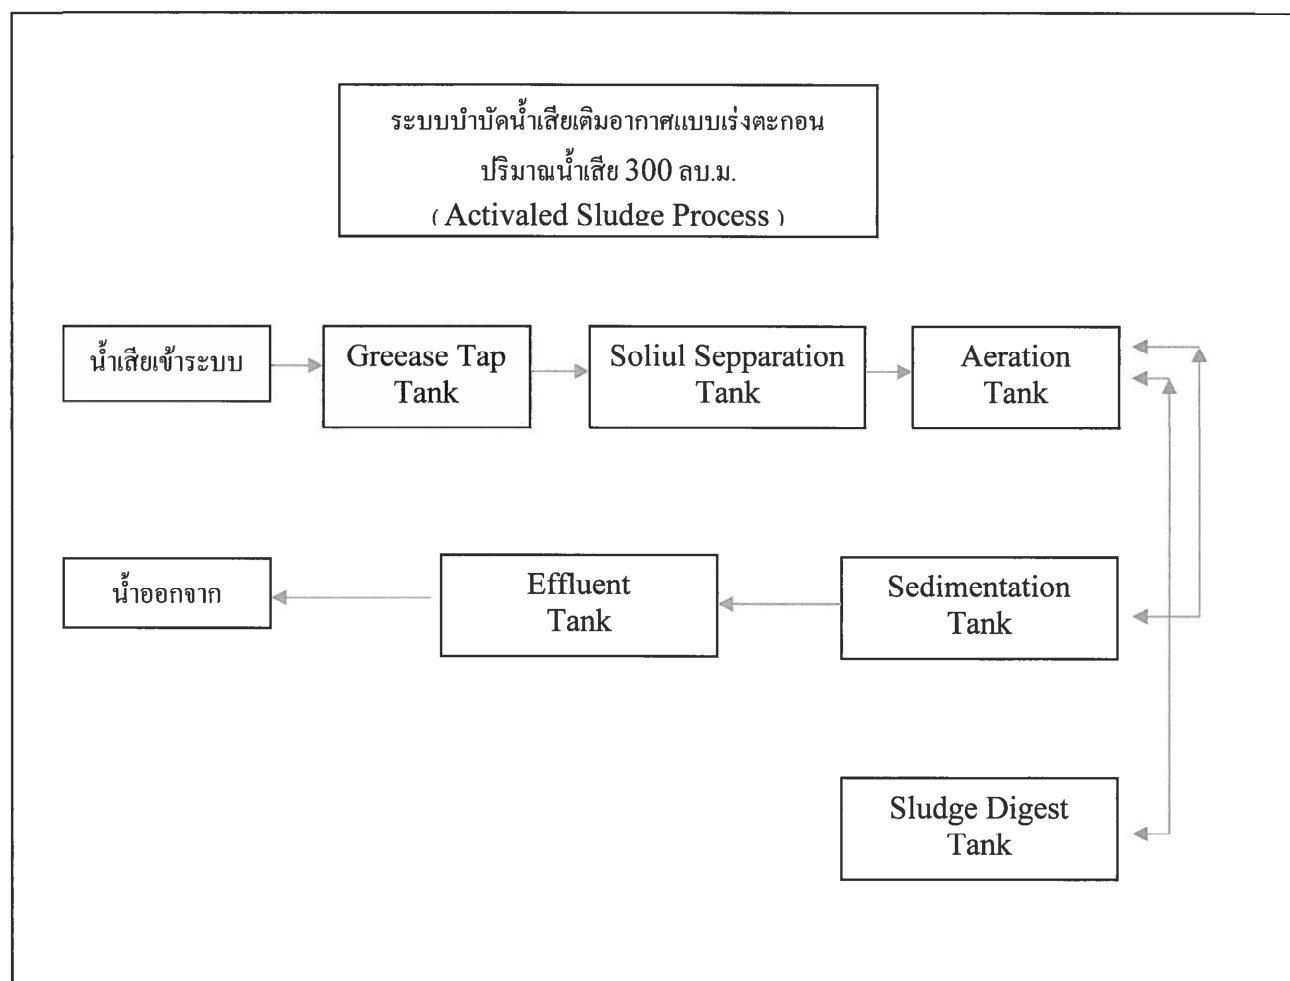 ระบบบำบัดน้ำเสียเติมอากาศแบบเร่งตะกอน
ปริมาณน้ำเสีย 300 ลบ.ม.
( Activaled Sludge Process )
น้ำเสียเข้าระบบ
Greease Tap
Tank
Soliul Sepparation
Tank
Aeration
Tank
น้ำออกจาก
Effluent
Tank
Sedimentation
Tank
Sludge Digest
Tank